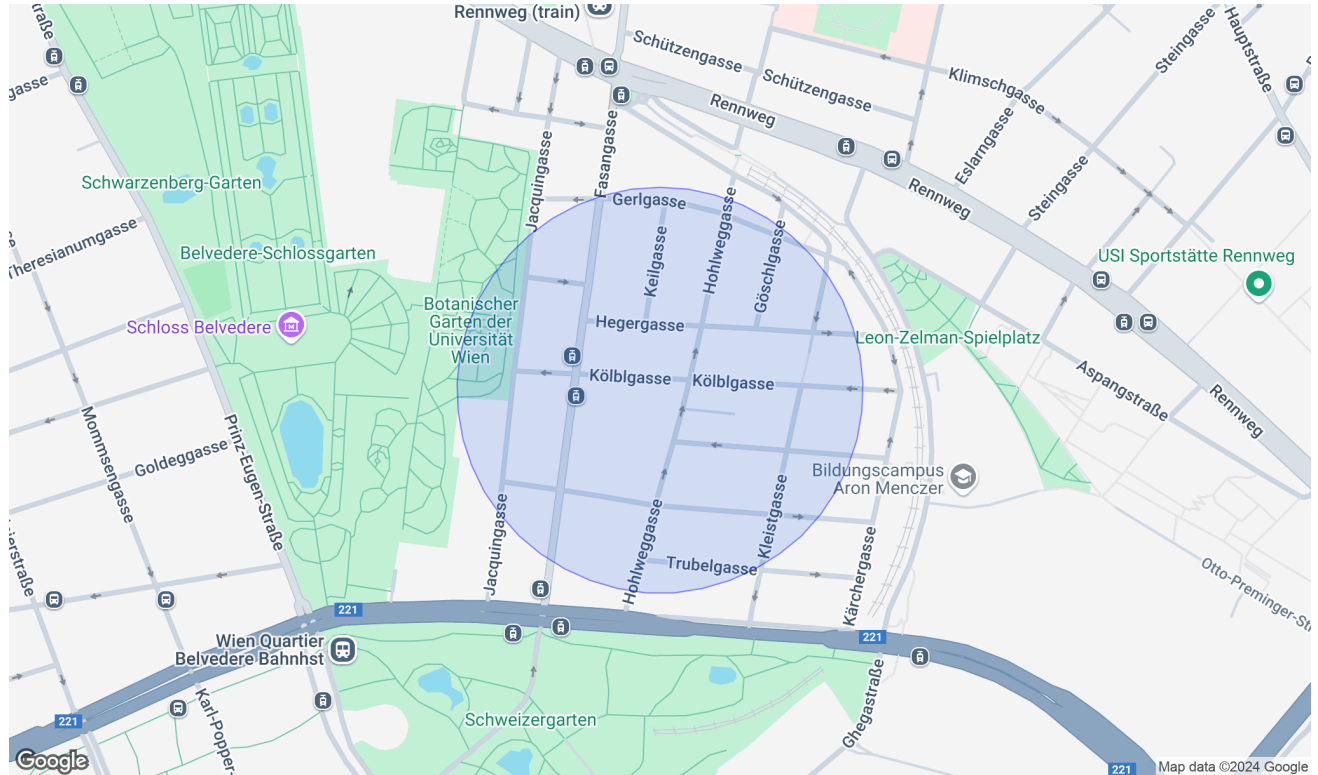 Rennweg (train)
Schützengasse
Schützengasse
Klimschgasse
Steingasse
Hauptstraße
gasse
Rennweg
Jacquingasse
Fasangasse
Eslarngasse
Steingasse
Schwarzenberg-Garten
Rennweg
Gerlgasse
Theresianumgasse
Keilgasse
Hohlweggasse
Göschlgasse
Belvedere-Schlossgarten
USI Sportstätte Rennweg
Botanischer
Garten der
Universität
Wien
Schloss Belvedere
Hegergasse
Leon-Zelman-Spielplatz
Kölblgasse
Kölblgasse
Aspangstraße
Rennweg
Mommsengasse
Prinz-Eugen-Straße
Goldeggasse
Bildungscampus
Aron Menczer
Jacquingasse
Hohlweggasse
Kleistgasse
Trubelgasse
Kärchergasse
Otto-Preminger-Str
221
221
Wien Quartier
Belvedere Bahnhst
Karl-Popper-
Schweizergarten
Ghegastraße
221
221
Google
Map data ©2024 Google